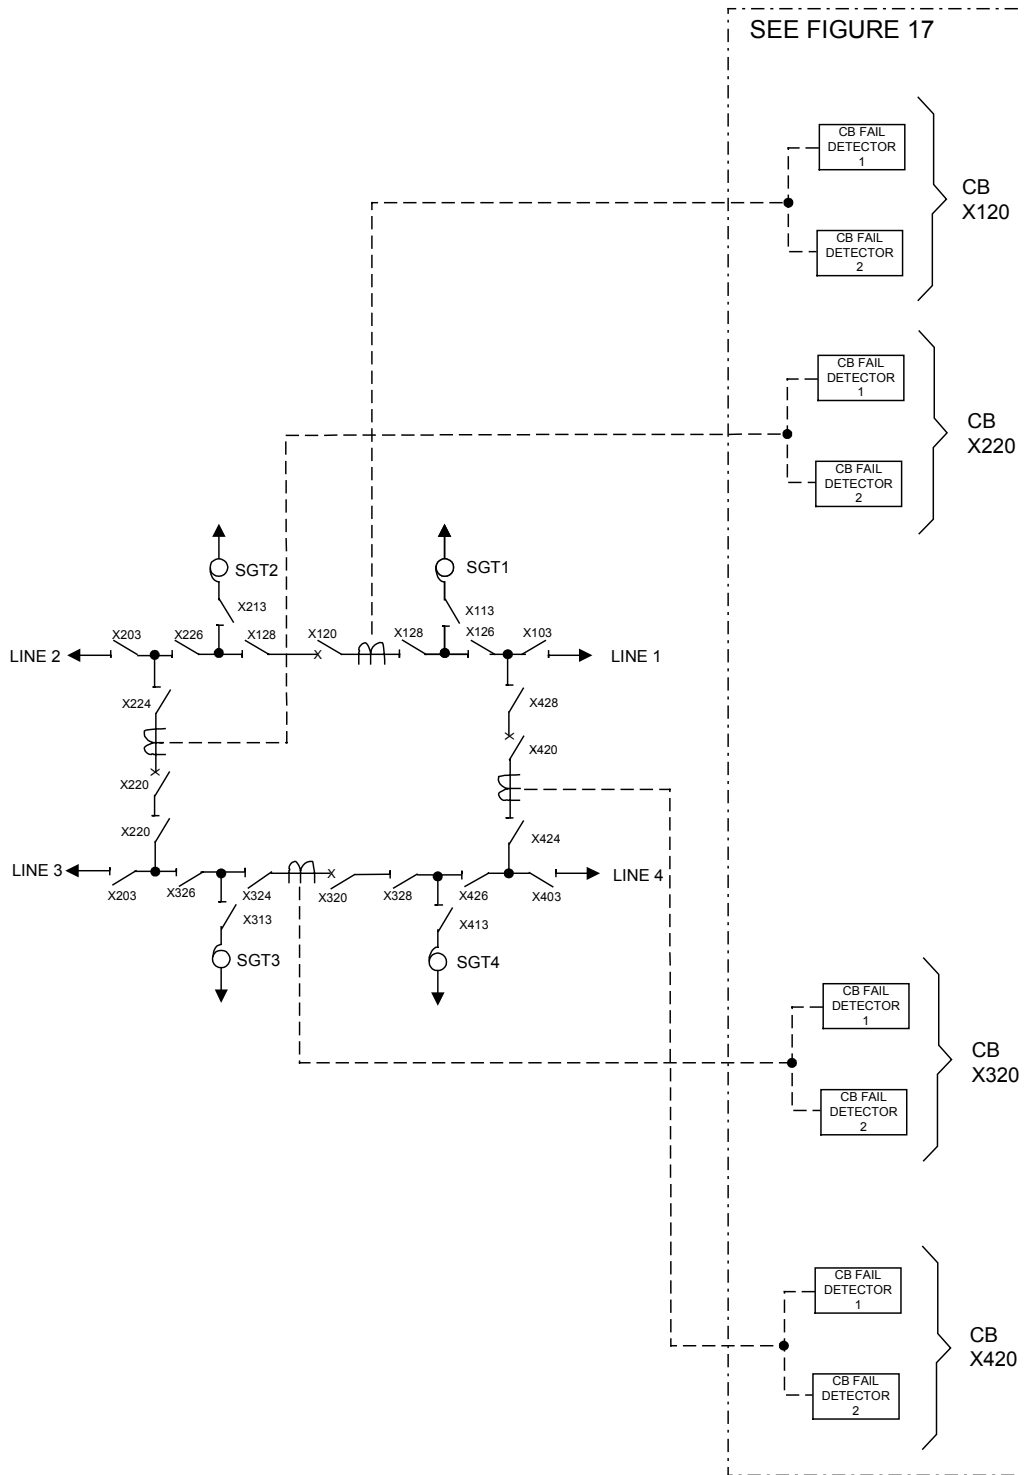 SEE FIGURE 17
CB FAIL
DETECTOR
1
CB
X120
CB FAIL
DETECTOR
2
CB FAIL
DETECTOR
1
CB
X220
CB FAIL
DETECTOR
2
SGT2
SGT1
X213
X113
X203
X226
X128
X120
X128
X126
X103
LINE 2
LINE 1
X224
X428
X420
X220
X220
X424
LINE 3
LINE 4
X203
X326
X324
X320
X328
X426
X403
X313
X413
SGT3
SGT4
CB FAIL
DETECTOR
1
CB
X320
CB FAIL
DETECTOR
2
CB FAIL
DETECTOR
1
CB
X420
CB FAIL
DETECTOR
2